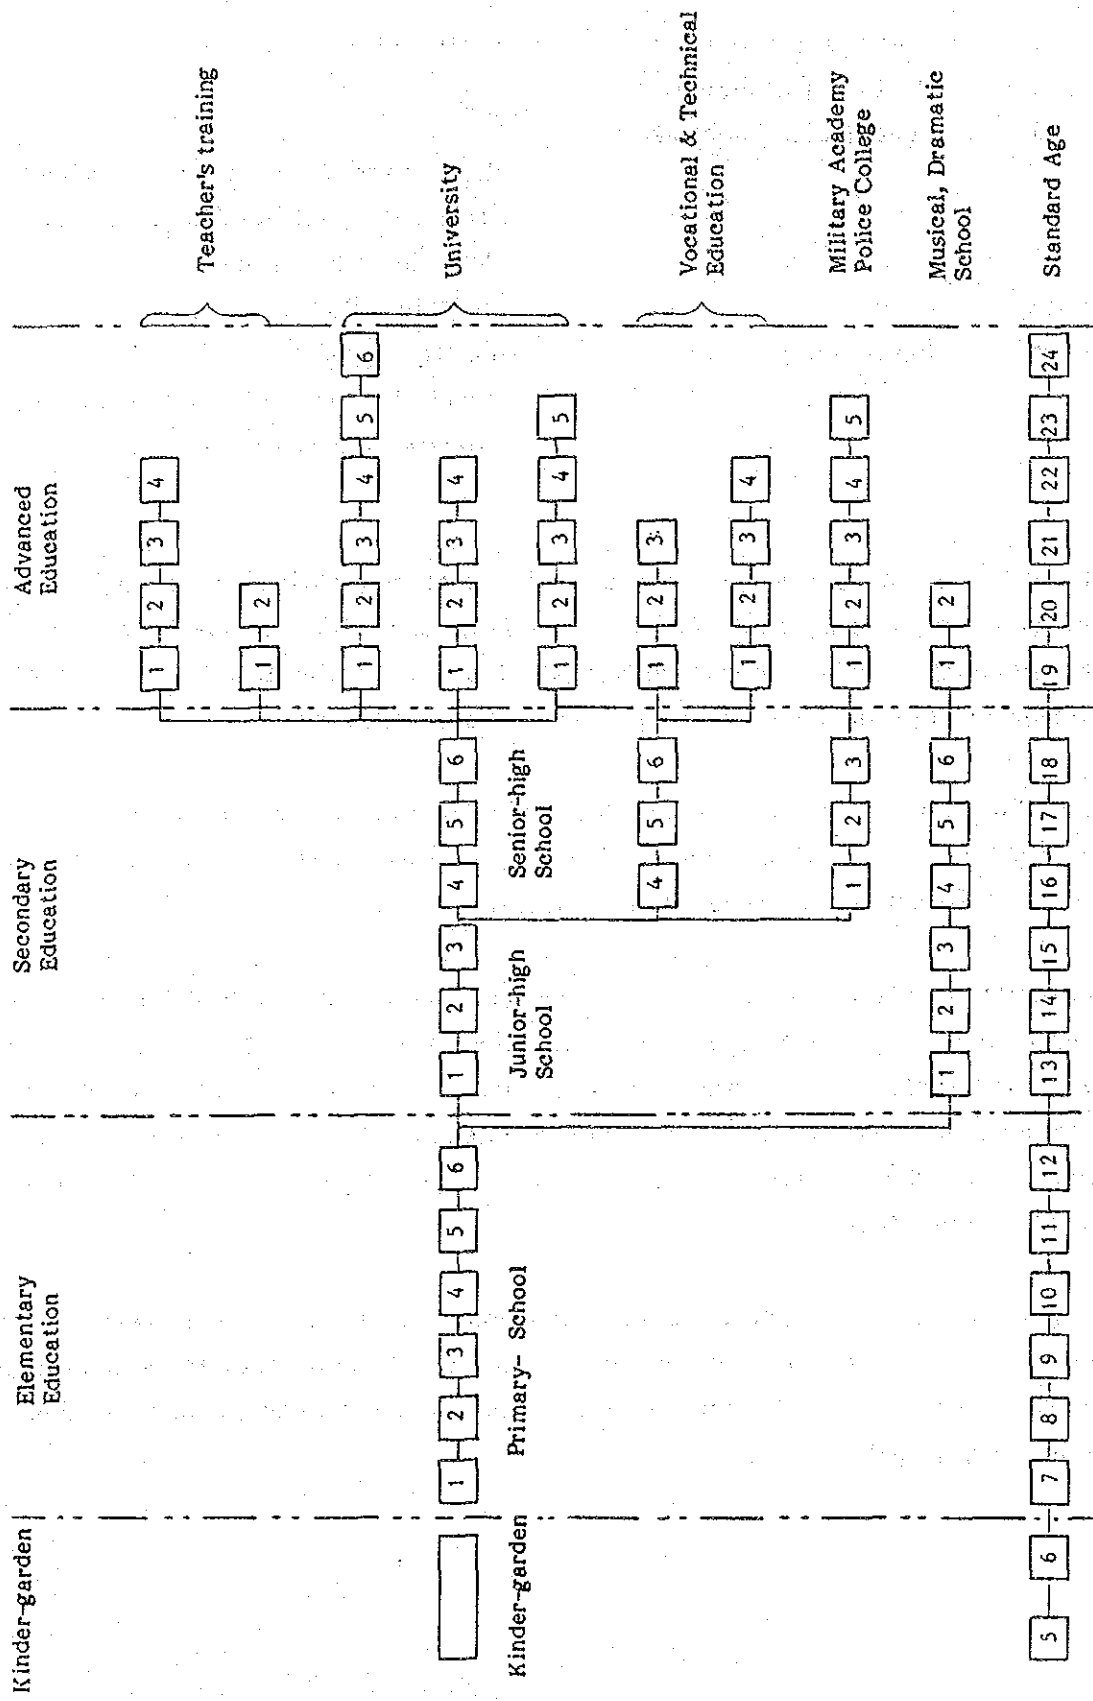 Kinder-garden
Elementary
Education
Secondary
Education
Advanced
Education
1 2 3 4
Teacher's training
1 2
1 2 3 4 5 6
1 2 3 4 5 6 1 2 3 4 5 6 1 2 3 4
University
Kinder-garden
Primary- School
Junior-high
School
Senior-high
School
1 2 3 4 5
4 5 6 1 2 3
Vocational & Technical
Education
1 2 3 4
1 2 3 1 2 3 4 5
Military Academy
Police College
1 2 3 4 5 6 1 2
Musical, Dramatic
School
5 6 7 8 9 10 11 12 13 14 15 16 17 18 19 20 21 22 23 24
Standard Age